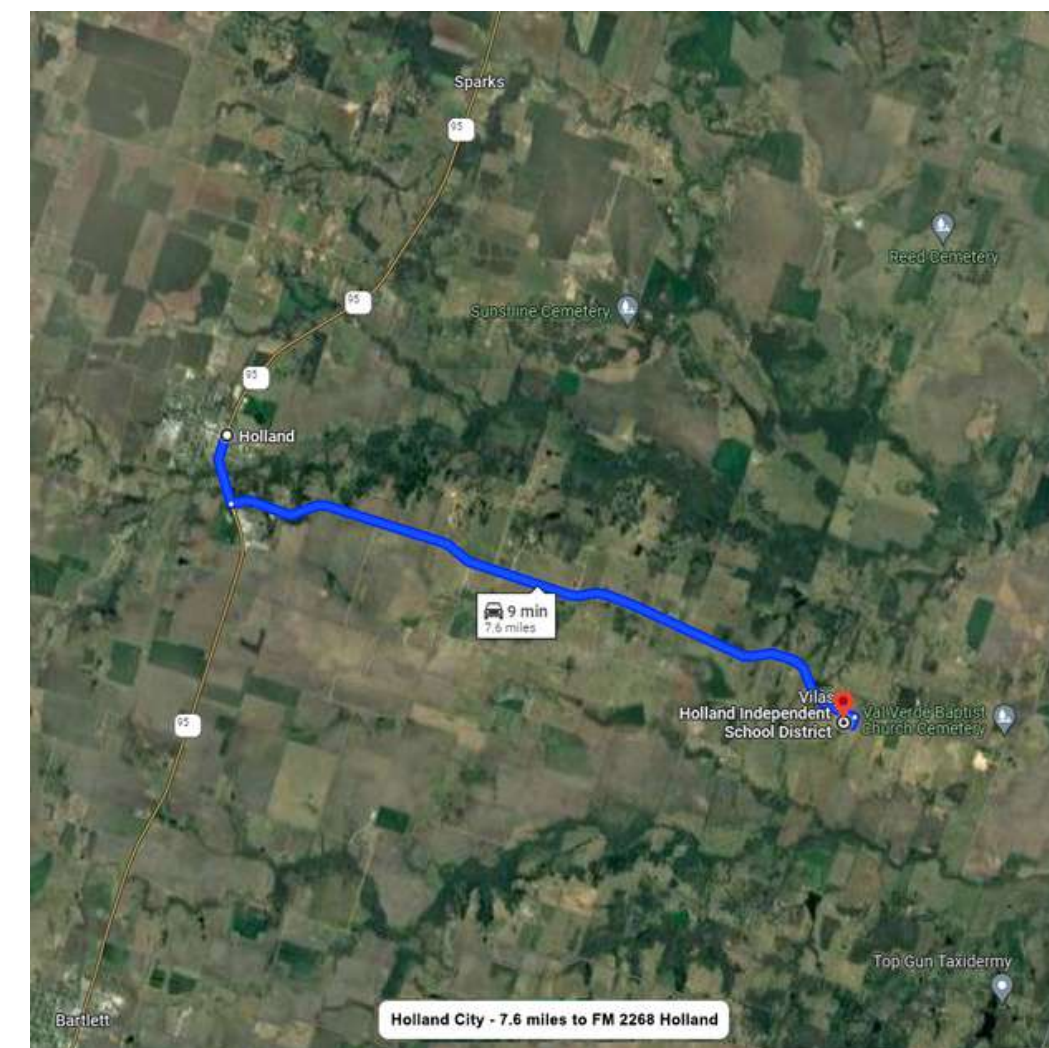 Sparks
95
Reed Cemetery
95
Sunshine Cemetery
95
Holland
9 min
7.6 miles
Vilas
Holland Independent
School District
Val Verde Baptist
Church Cemetery
95
Top Gun Taxidermy
Bartlett
Holland City - 7.6 miles to FM 2268 Holland